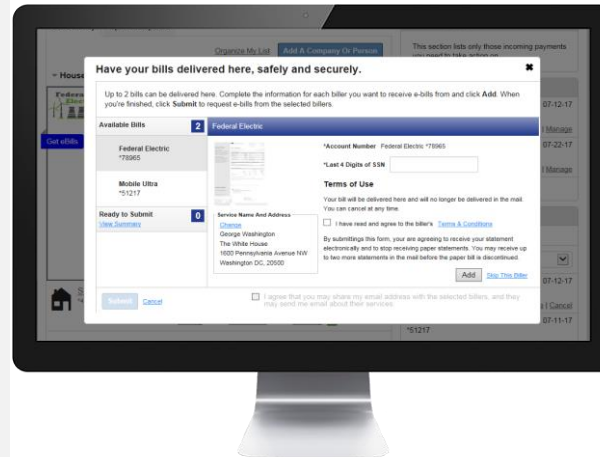 Organize My List
Add A Company Or Person
This section lists only those incoming payments
you need to take action on
House
Federal
Elec
Get eBills
Have your bills delivered here, safely and securely.
Up to 2 bills can be delivered here. Complete the information for each biller you want to receive e-bills from and click Add. When
you're finished, click Submit to request e-bills from the selected billers.
Available Bills 2
Federal Electric
*78965
Mobile Ultra
*51217
Ready to Submit 0
View Summary
Federal Electric
*Account Number Federal Electric *78965
*Last 4 Digits of SSN
Terms of Use
Your bill will be delivered here and will no longer be delivered in the mail.
You can cancel at any time.
I have read and agree to the biller's Terms & Conditions
By submittings this form, your are agreeing to receive your statement
electronically and to stop receiving paper statements. You may receive up
to two more statements in the mail before the paper bill is discontinued
Service Name And Address
Change
George Washington
The White House
1600 Pennsylvania Avenue NW
Washington DC, 20500
Add Skip This Biller
Submit Cancel
I agree that you may share my email address with the selected billers, and they
may send me email about their services.
07-12-17
Manage
07-22-17
Manage
07-12-17
Cancel
07-11-17
*51217